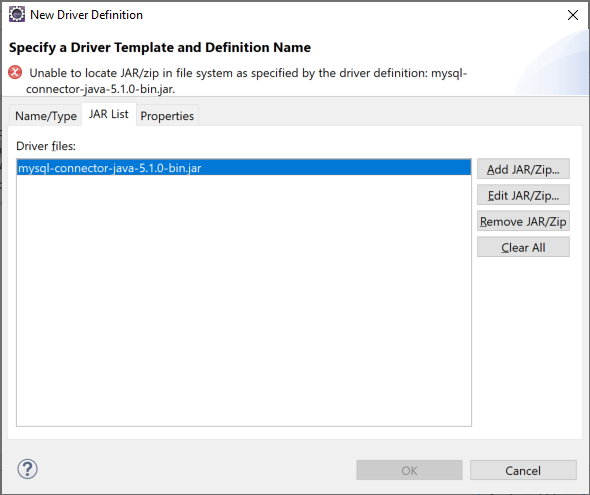 New Driver Definition
Specify a Driver Template and Definition Name
Unable to locate JAR/zip in file system as specified by the driver definition: mysql-
connector-java-5.1.0-bin.jar.
Name/Type JAR List Properties
Driver files:
mysql-connector-java-5.1.0-bin.jar
Add JAR/Zip...
Edit JAR/Zip...
Remove JAR/Zip
Clear All
?
OK Cancel